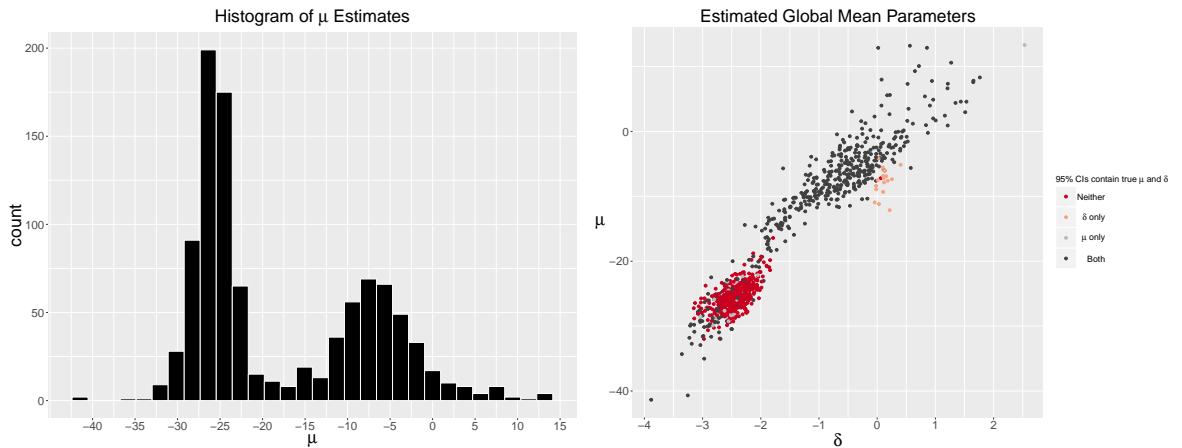 Histogram of μ Estimates
200
150
100
50
0
count
−40 −35 −30 −25 −20 −15 −10 −5 0 5 10 15
μ
Estimated Global Mean Parameters
0
−20
−40
μ
−4 −3 −2 −1 0 1 2
δ
95% CIs contain true μ and δ
Neither
δ only
μ only
Both